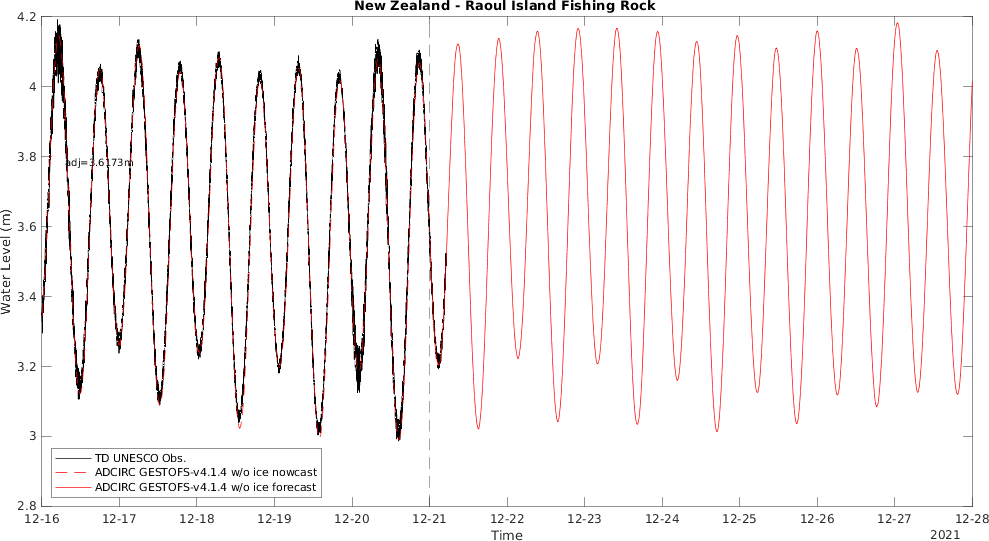 New Zealand - Raoul Island Fishing Rock
4.2
4
3.8
3.6
3.4
3.2
3
2.8
Water Level (m)
adj=3.6173m
TD UNESCO Obs.
ADCIRC GESTOFS-v4.1.4 w/o ice nowcast
ADCIRC GESTOFS-v4.1.4 w/o ice forecast
12-16 12-17 12-18 12-19 12-20 12-21 12-22 12-23 12-24 12-25 12-26 12-27 12-28
Time
2021